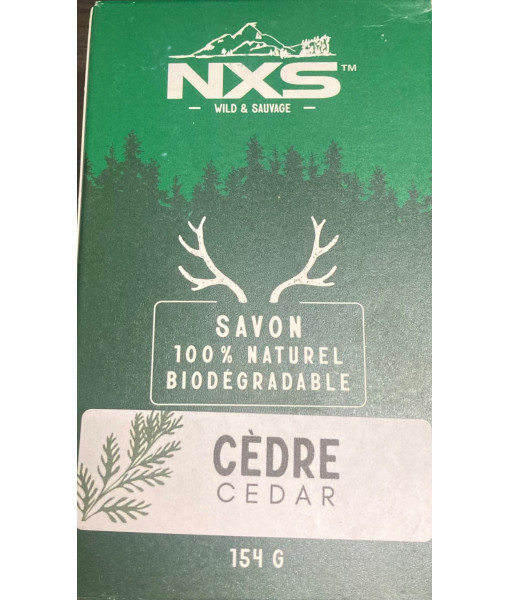 NXS™
WILD & SAUVAGE
SAVON
100% NATUREL
BIODÉGRADABLE
CÈDRE
CEDAR
154 G